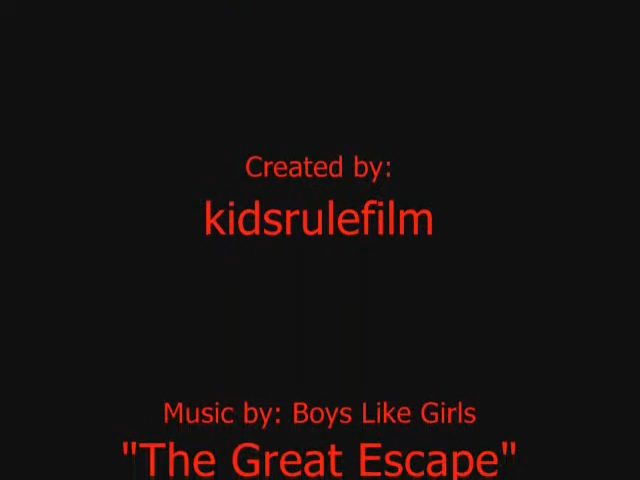 Created by:
kidsrulefilm
Music by: Boys Like Girls
"The Great Escape"